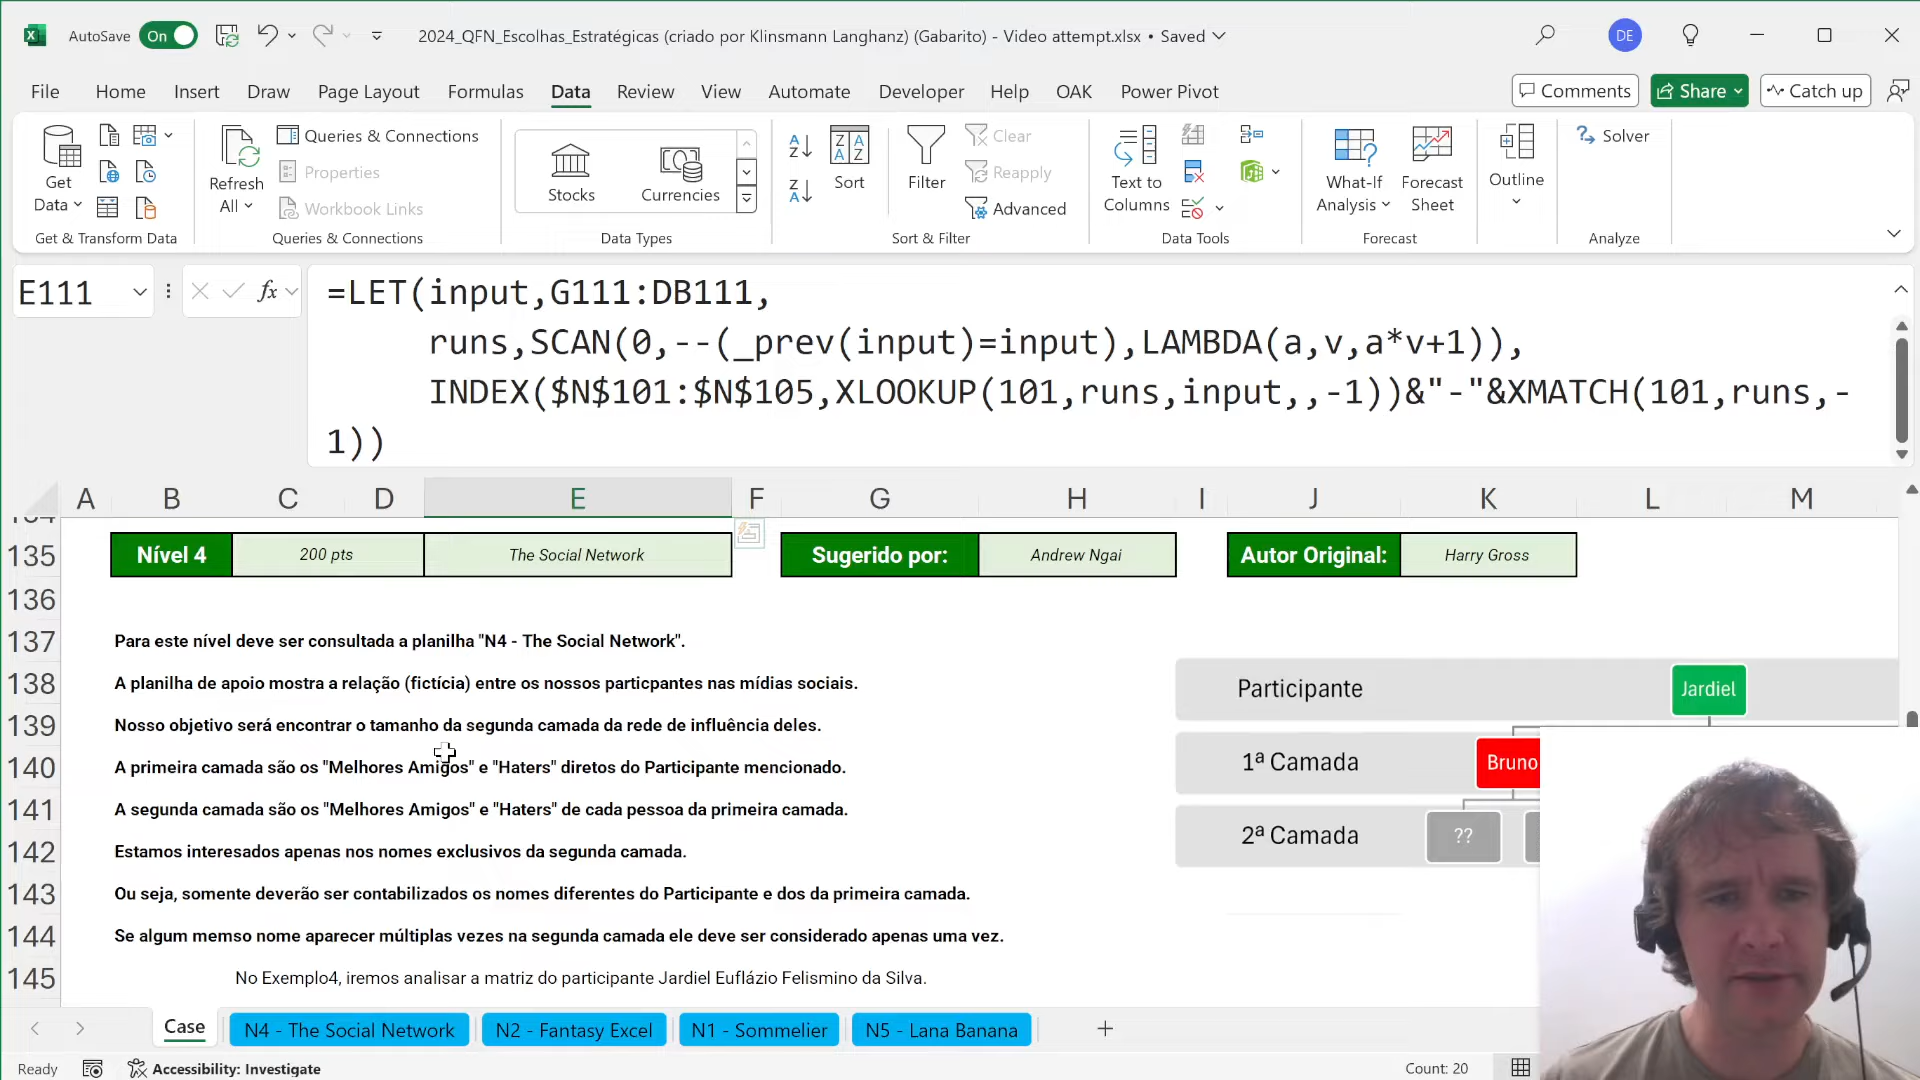 AutoSave On 2024_QFN_Escolhas_Estratégicas (criado por Klinsmann Langhanz) (Gabarito) - Video attempt.xlsx • Saved DE
File Home Insert Draw Page Layout Formulas Data Review View Automate Developer Help OAK Power Pivot Comments Share Catch up
Get Data
Refresh All
Queries & Connections
Properties
Workbook Links
Stocks
Currencies
Sort
Filter
Clear
Reapply
Advanced
Text to Columns
What-If Analysis
Forecast Sheet
Outline
Solver
Get & Transform Data Queries & Connections Data Types Sort & Filter Data Tools Forecast Analyze
E111 fx =LET(input,G111:DB111,
runs,SCAN(0,--(_prev(input)=input),LAMBDA(a,v,a*v+1)),
INDEX($N$101:$N$105,XLOOKUP(101,runs,input,,-1))&"-"&XMATCH(101,runs,-
1))
A B C D E F G H I J K L M
135 Nível 4 200 pts The Social Network Sugerido por: Andrew Ngai Autor Original: Harry Gross
136
137 Para este nível deve ser consultada a planilha "N4 - The Social Network".
138 A planilha de apoio mostra a relação (fictícia) entre os nossos particpantes nas mídias sociais.
139 Nosso objetivo será encontrar o tamanho da segunda camada da rede de influência deles.
140 A primeira camada são os "Melhores Amigos" e "Haters" diretos do Participante mencionado.
141 A segunda camada são os "Melhores Amigos" e "Haters" de cada pessoa da primeira camada.
142 Estamos interesados apenas nos nomes exclusivos da segunda camada.
143 Ou seja, somente deverão ser contabilizados os nomes diferentes do Participante e dos da primeira camada.
144 Se algum memso nome aparecer múltiplas vezes na segunda camada ele deve ser considerado apenas uma vez.
145 No Exemplo4, iremos analisar a matriz do participante Jardiel Euflázio Felismino da Silva.
Participante Jardiel
1ª Camada Bruno
2ª Camada ??
Case N4 - The Social Network N2 - Fantasy Excel N1 - Sommelier N5 - Lana Banana
Ready Accessibility: Investigate Count: 20